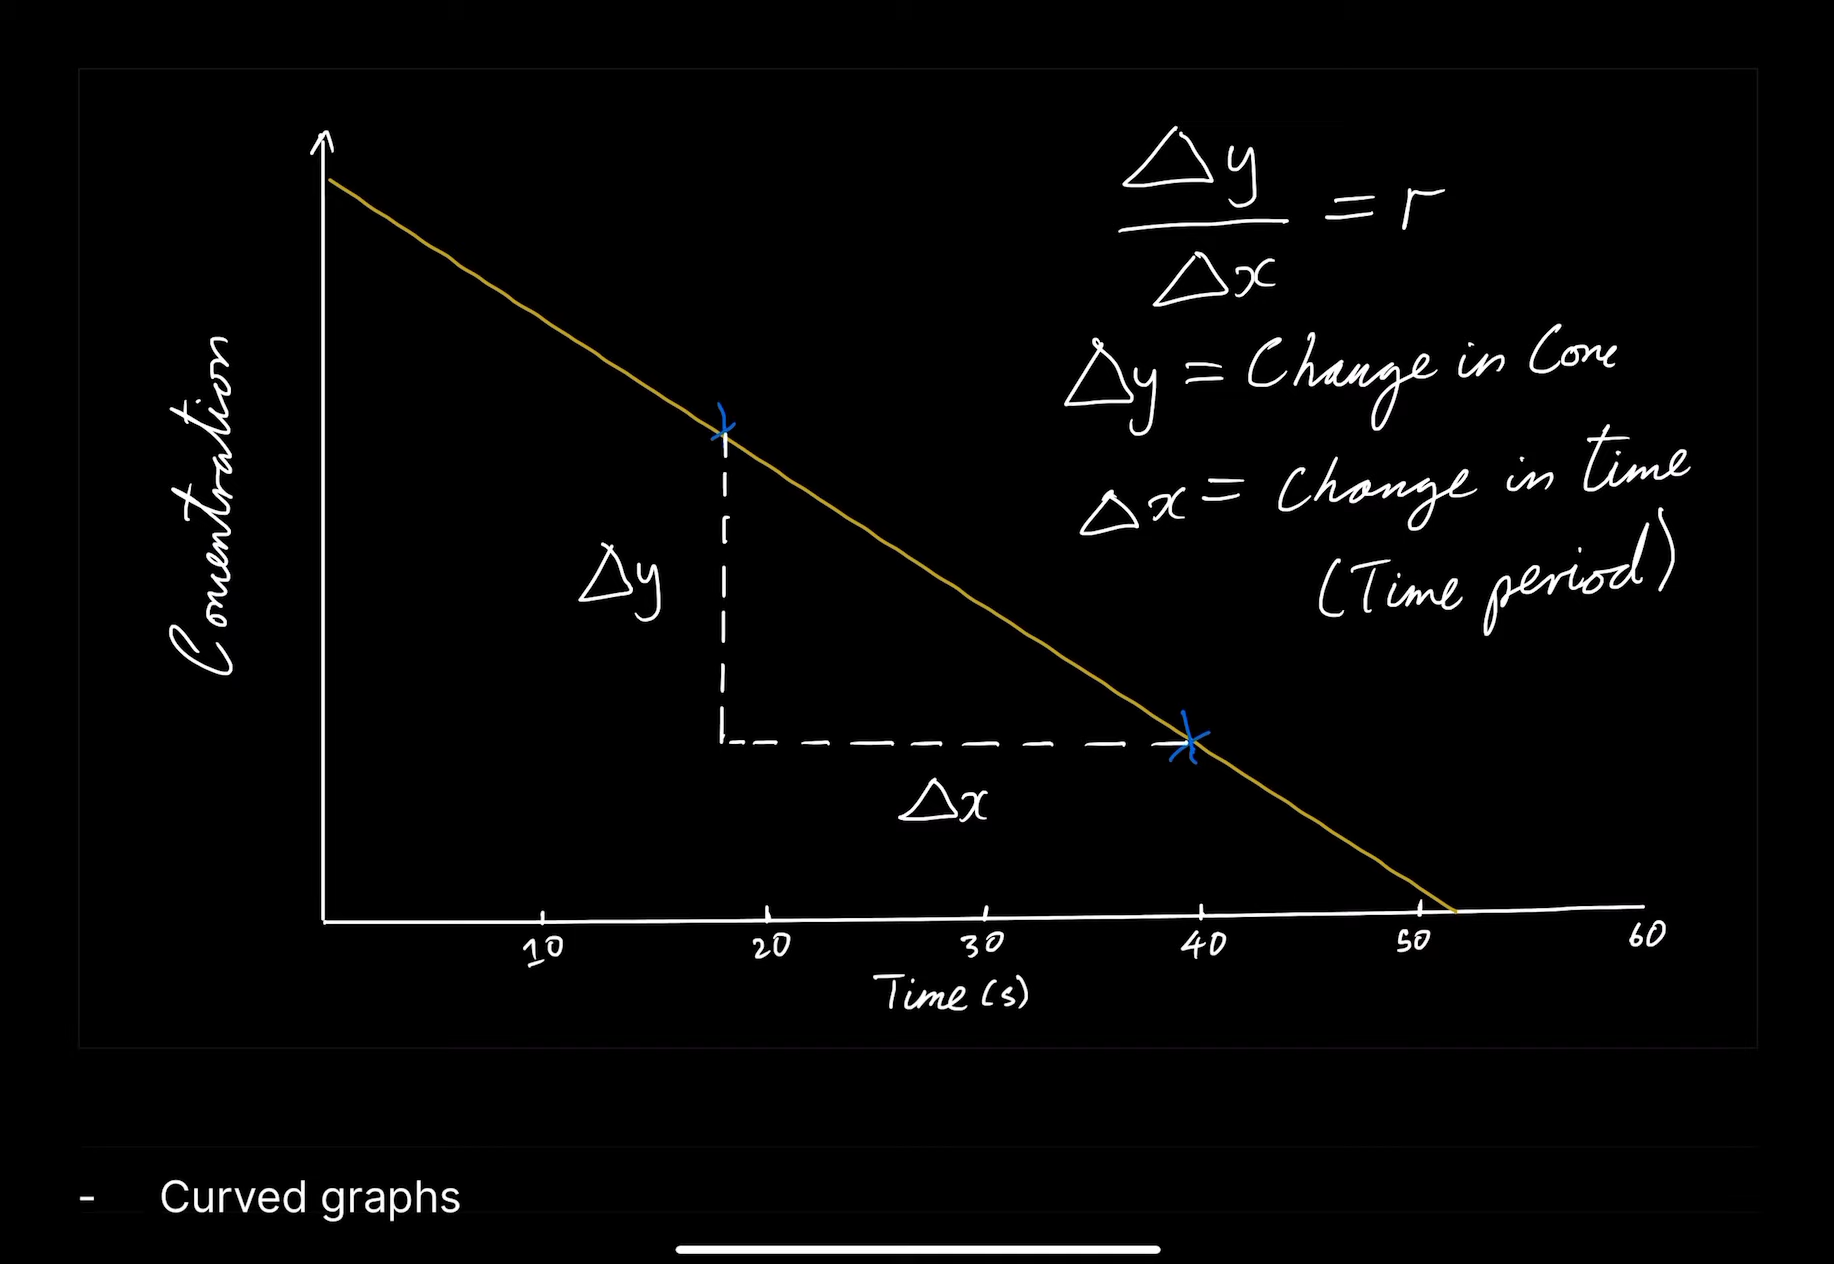 Δy
Δx
= r
Δy = Change in Conc
Δx = Change in time
(Time period)
Concentration
Δy
Δx
10 20 30 40 50 60
Time (s)
- Curved graphs